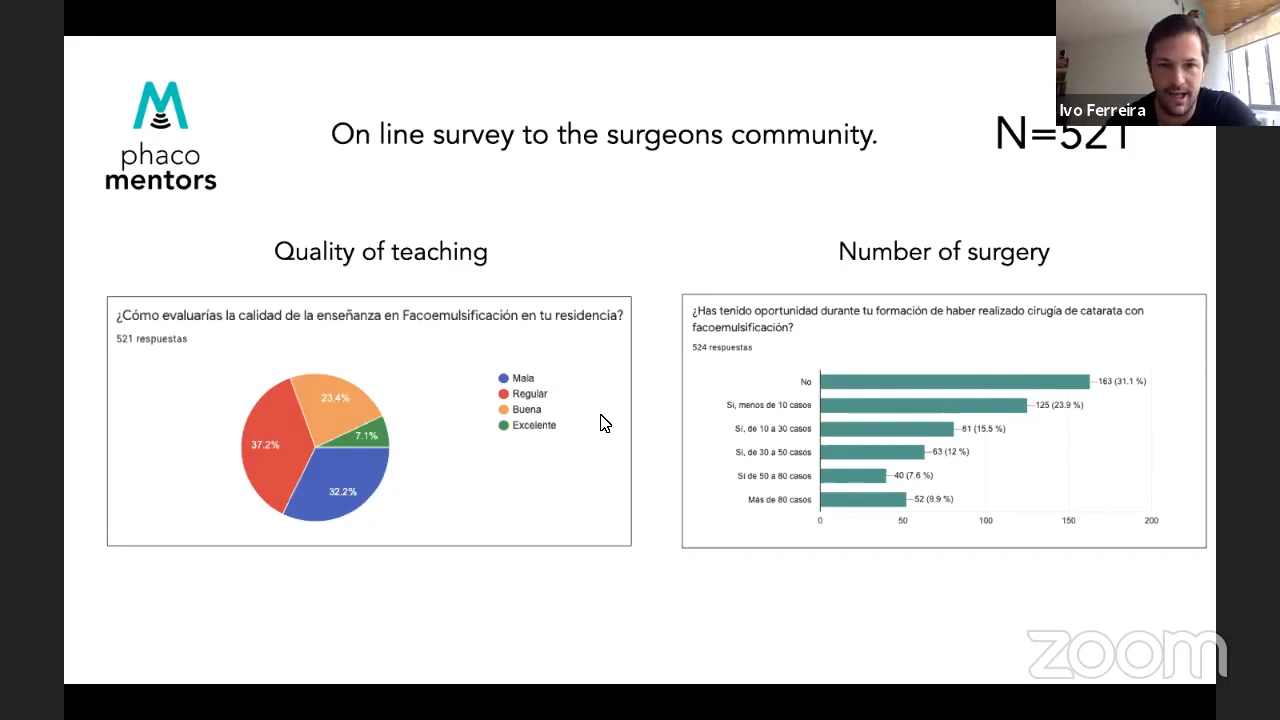 Ivo Ferreira
phaco
mentors
On line survey to the surgeons community.
N=521
Quality of teaching
Number of surgery
¿Cómo evaluarías la calidad de la enseñanza en Facoemulsificación en tu residencia?
521 respuestas
Mala
Regular
Buena
Excelente
23.4%
7.1%
37.2%
32.2%
¿Has tenido oportunidad durante tu formación de haber realizado cirugía de catarata con
facoemulsificación?
524 respuestas
No 163 (31.1 %)
Si, menos de 10 casos 125 (23.9 %)
Sí, de 10 a 30 casos 81 (15.5 %)
Si, de 30 a 50 casos 63 (12 %)
Sí de 50 a 80 casos 40 (7.6 %)
Más de 80 casos 52 (9.9 %)
0 50 100 150 200
zoom